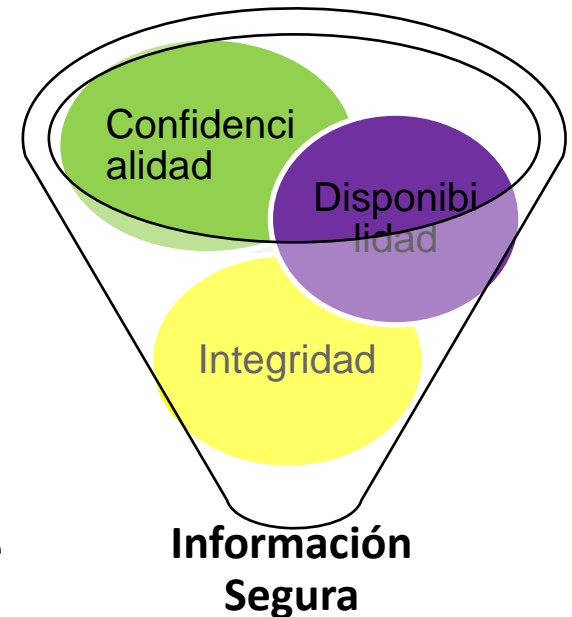 Confidenci
alidad
Disponibi
lidad
Integridad
Información
Segura